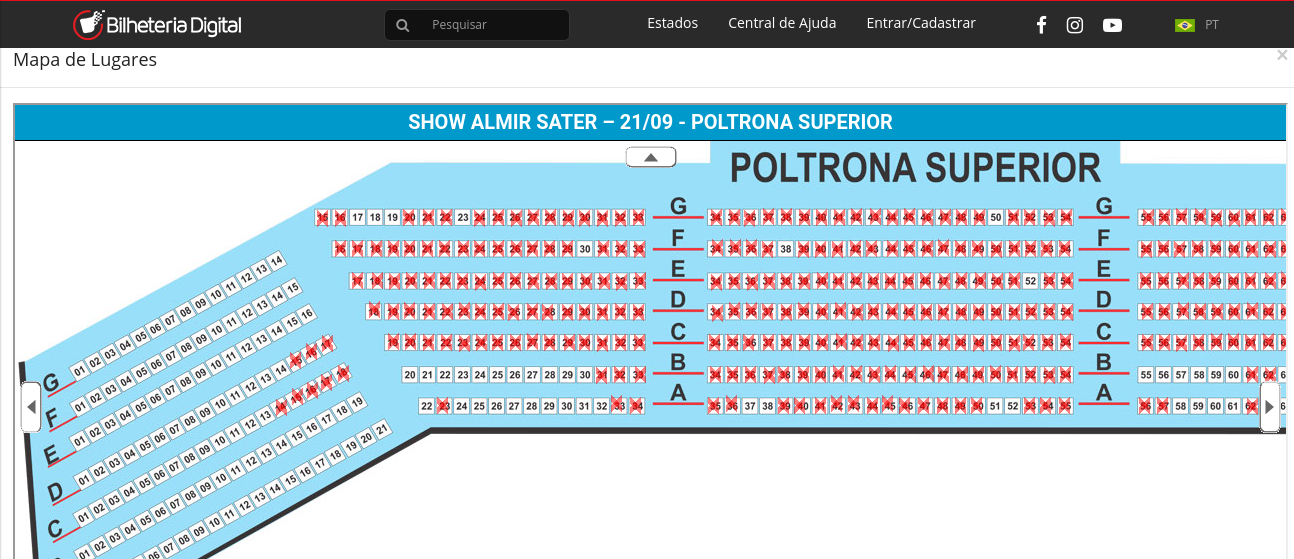 Bilheteria Digital
Pesquisar
Estados
Central de Ajuda
Entrar/Cadastrar
PT
Mapa de Lugares
×
SHOW ALMIR SATER – 21/09 - POLTRONA SUPERIOR
POLTRONA SUPERIOR
15 16 17 18 19 20 21 22 23 24 25 26 27 28 29 30 31 32 33 G 34 35 36 37 38 39 40 41 42 43 44 45 46 47 48 49 50 51 52 53 54 G 55 56 57 58 59 60 61 62
16 17 18 19 20 21 22 23 24 25 26 27 28 29 30 31 32 33 F 34 35 36 37 38 39 40 41 42 43 44 45 46 47 48 49 50 51 52 53 54 F 55 56 57 58 59 60 61 62
17 18 19 20 21 22 23 24 25 26 27 28 29 30 31 32 33 E 34 35 36 37 38 39 40 41 42 43 44 45 46 47 48 49 50 51 52 53 54 E 55 56 57 58 59 60 61 62
18 19 20 21 22 23 24 25 26 27 28 29 30 31 32 33 D 34 35 36 37 38 39 40 41 42 43 44 45 46 47 48 49 50 51 52 53 54 D 55 56 57 58 59 60 61 62
19 20 21 22 23 24 25 26 27 28 29 30 31 32 33 C 34 35 36 37 38 39 40 41 42 43 44 45 46 47 48 49 50 51 52 53 54 C 55 56 57 58 59 60 61 62
20 21 22 23 24 25 26 27 28 29 30 31 32 33 B 34 35 36 37 38 39 40 41 42 43 44 45 46 47 48 49 50 51 52 53 54 B 55 56 57 58 59 60 61 62
22 23 24 25 26 27 28 29 30 31 32 33 34 A 35 36 37 38 39 40 41 42 43 44 45 46 47 48 49 50 51 52 53 54 55 A 56 57 58 59 60 61 62
G 01 02 03 04 05 06 07 08 09 10 11 12 13 14
F 01 02 03 04 05 06 07 08 09 10 11 12 13 14 15
E 01 02 03 04 05 06 07 08 09 10 11 12 13 14 15 16
D 01 02 03 04 05 06 07 08 09 10 11 12 13 14 15 16 17
C 01 02 03 04 05 06 07 08 09 10 11 12 13 14 15 16 17 18
01 02 03 04 05 06 07 08 09 10 11 12 13 14 15 16 17 18 19
06 07 08 09 10 11 12 13 14 15 16 17 18 19 20 21